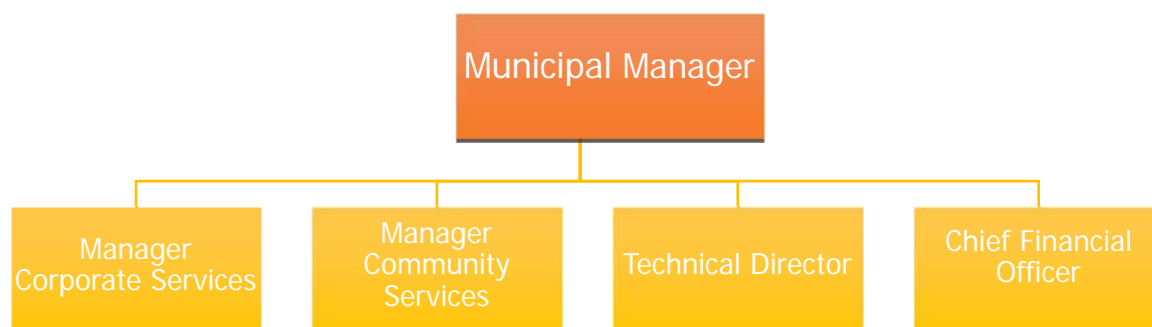 Municipal Manager
Manager
Corporate Services
Manager
Community
Services
Technical Director
Chief Financial
Officer